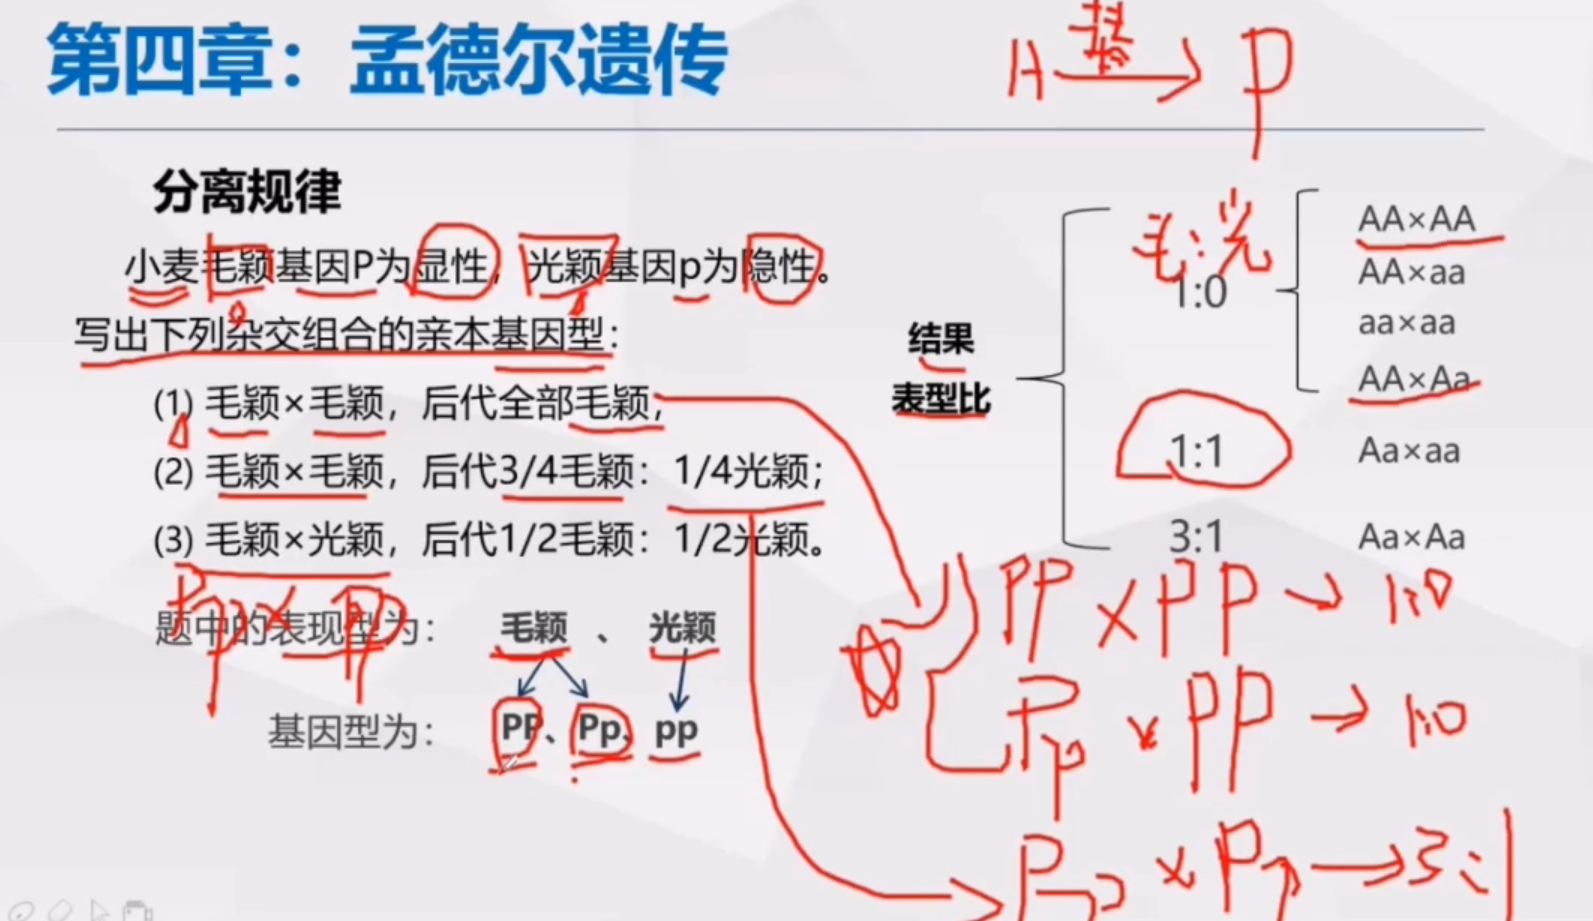 第四章：孟德尔遗传
H
P
分离规律
小麦毛颖基因P为显性，光颖基因p为隐性。
写出下列杂交组合的亲本基因型：
(1) 毛颖×毛颖，后代全部毛颖；
(2) 毛颖×毛颖，后代3/4毛颖：1/4光颖；
(3) 毛颖×光颖，后代1/2毛颖：1/2光颖。
Pp×pp
题中的表现型为：毛颖、光颖
基因型为：PP、Pp、pp
结果
表型比
毛:光
1:0
AA×AA
AA×aa
aa×aa
AA×Aa
1:1
Aa×aa
3:1
Aa×Aa
PP×PP→1:0
Pp×PP→1:0
Pp×Pp→3:1